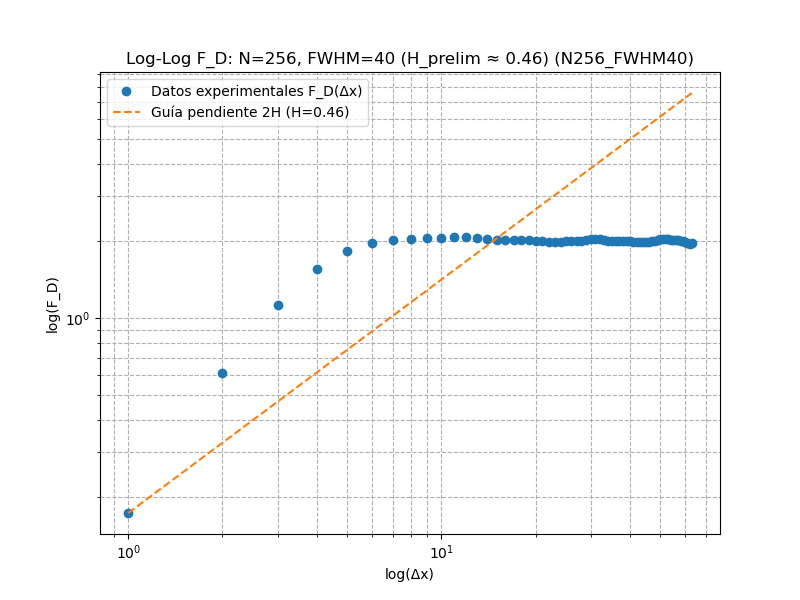 Log-Log F_D: N=256, FWHM=40 (H_prelim ≈ 0.46) (N256_FWHM40)
Datos experimentales F_D(Δx)
Guía pendiente 2H (H=0.46)
log(F_D)
10⁰
10⁰ 10¹
log(Δx)